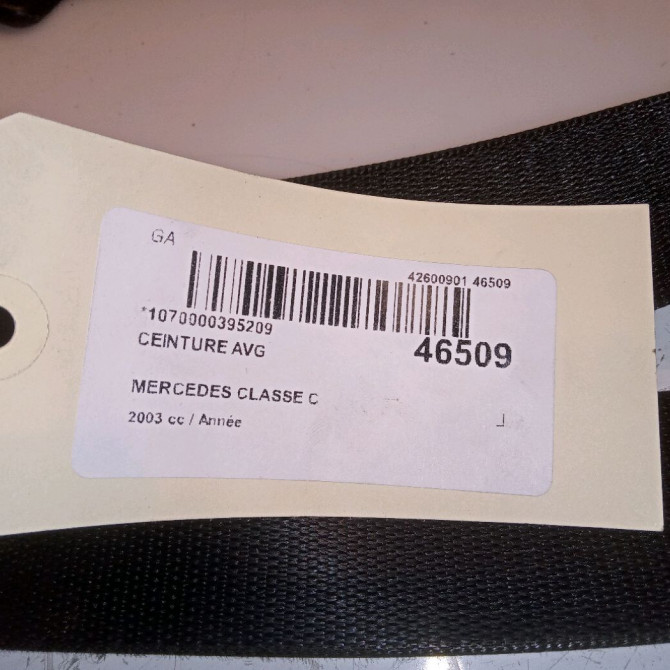 GA
42600901 46509
*1070000395209
46509
CEINTURE AVG
MERCEDES CLASSE C
2003 cc / Année